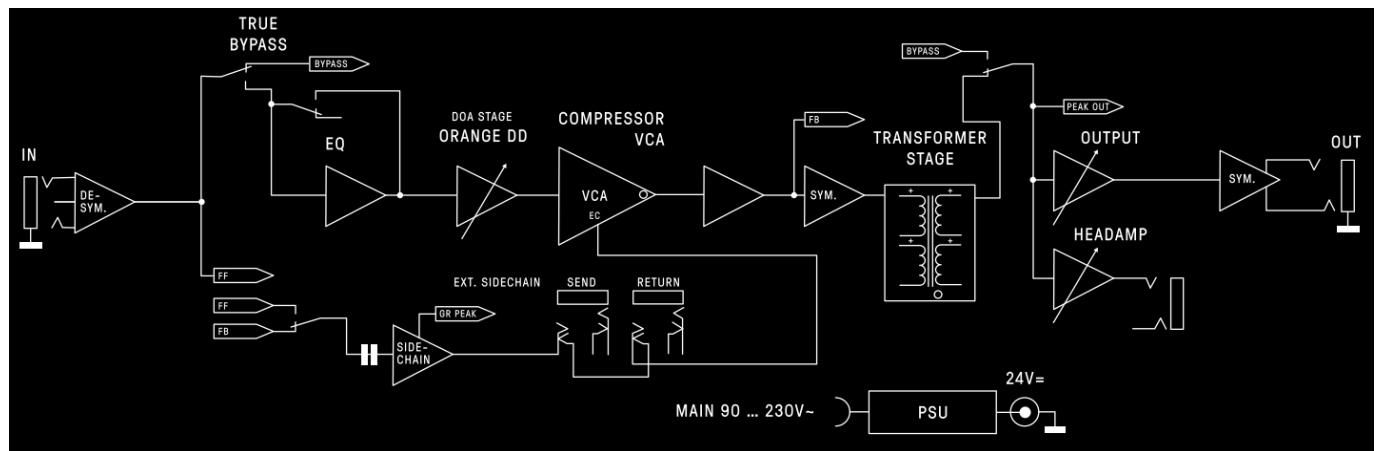 TRUE
BYPASS
BYPASS
BYPASS
PEAK OUT
DOA STAGE
ORANGE DD
COMPRESSOR
VCA
FB
TRANSFORMER
STAGE
OUTPUT
OUT
IN
EQ
DE-
SYM.
VCA
EC
SYM.
SYM.
+ +
+ +
HEADAMP
FF
EXT. SIDECHAIN
SEND
RETURN
FF
FB
GR PEAK
SIDE-
CHAIN
24V=
MAIN 90 ... 230V~
PSU